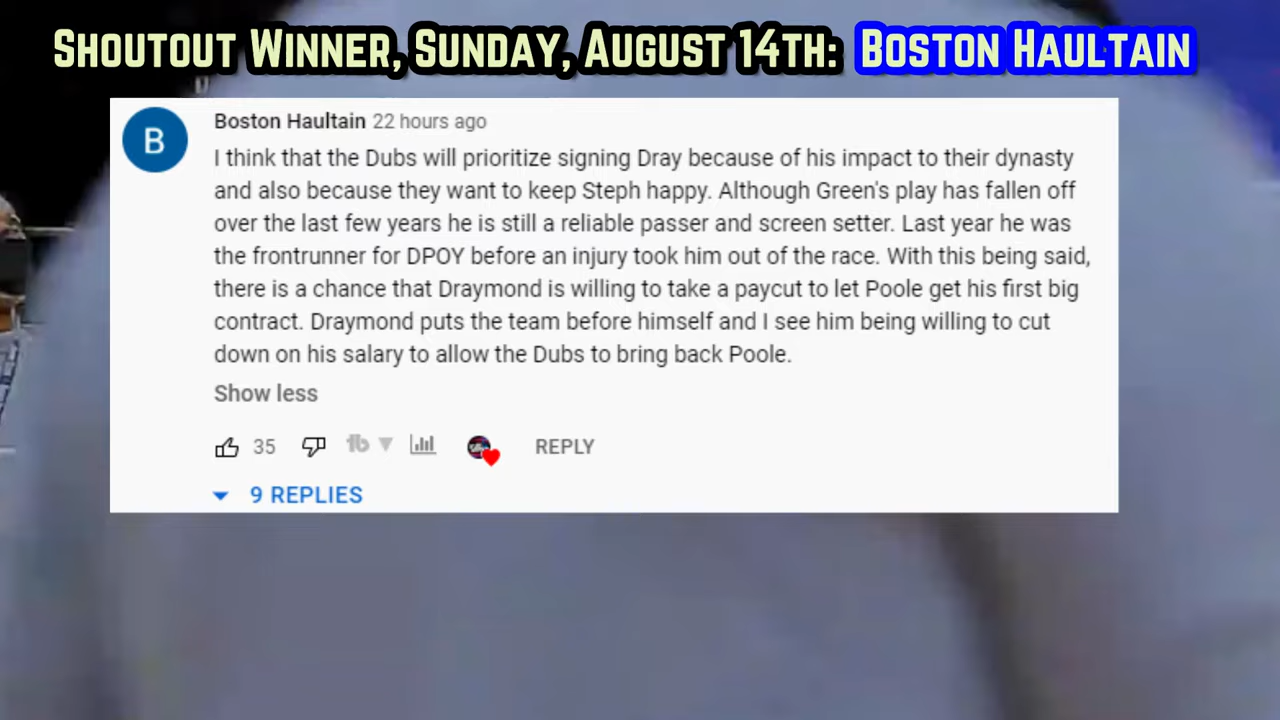 Shoutout Winner, Sunday, August 14th: Boston Haultain
B
Boston Haultain 22 hours ago
I think that the Dubs will prioritize signing Dray because of his impact to their dynasty
and also because they want to keep Steph happy. Although Green's play has fallen off
over the last few years he is still a reliable passer and screen setter. Last year he was
the frontrunner for DPOY before an injury took him out of the race. With this being said,
there is a chance that Draymond is willing to take a paycut to let Poole get his first big
contract. Draymond puts the team before himself and I see him being willing to cut
down on his salary to allow the Dubs to bring back Poole.
Show less
35 tb REPLY
9 REPLIES